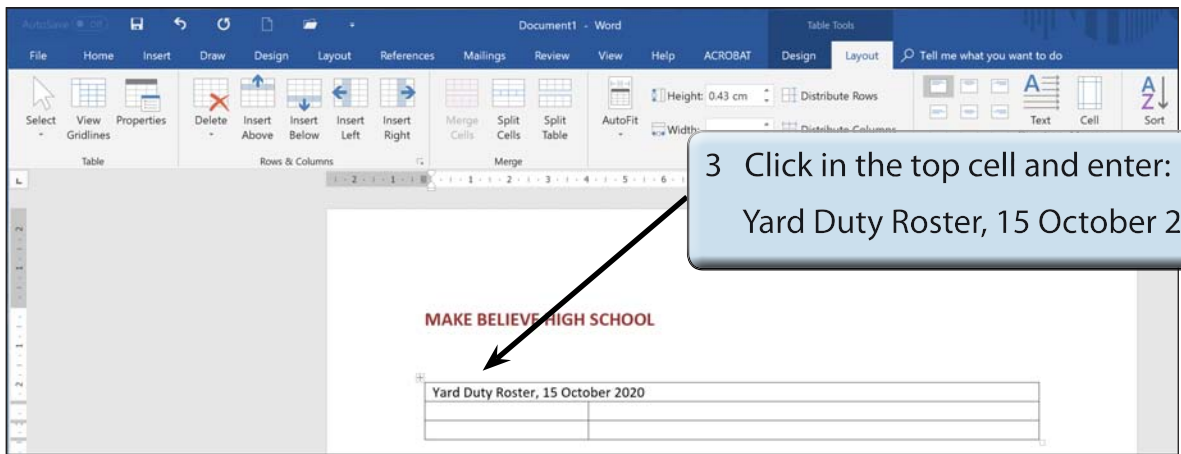 AutoSave Off Document1 - Word Table Tools
File Home Insert Draw Design Layout References Mailings Review View Help ACROBAT Design Layout Tell me what you want to do
Select View Gridlines Properties Delete Insert Above Insert Below Insert Left Insert Right Merge Cells Split Cells Split Table AutoFit Height: 0.43 cm Width: Distribute Rows Distribute Columns Text Cell Sort
Table Rows & Columns Merge
3 Click in the top cell and enter:
Yard Duty Roster, 15 October 2
MAKE BELIEVE HIGH SCHOOL
Yard Duty Roster, 15 October 2020